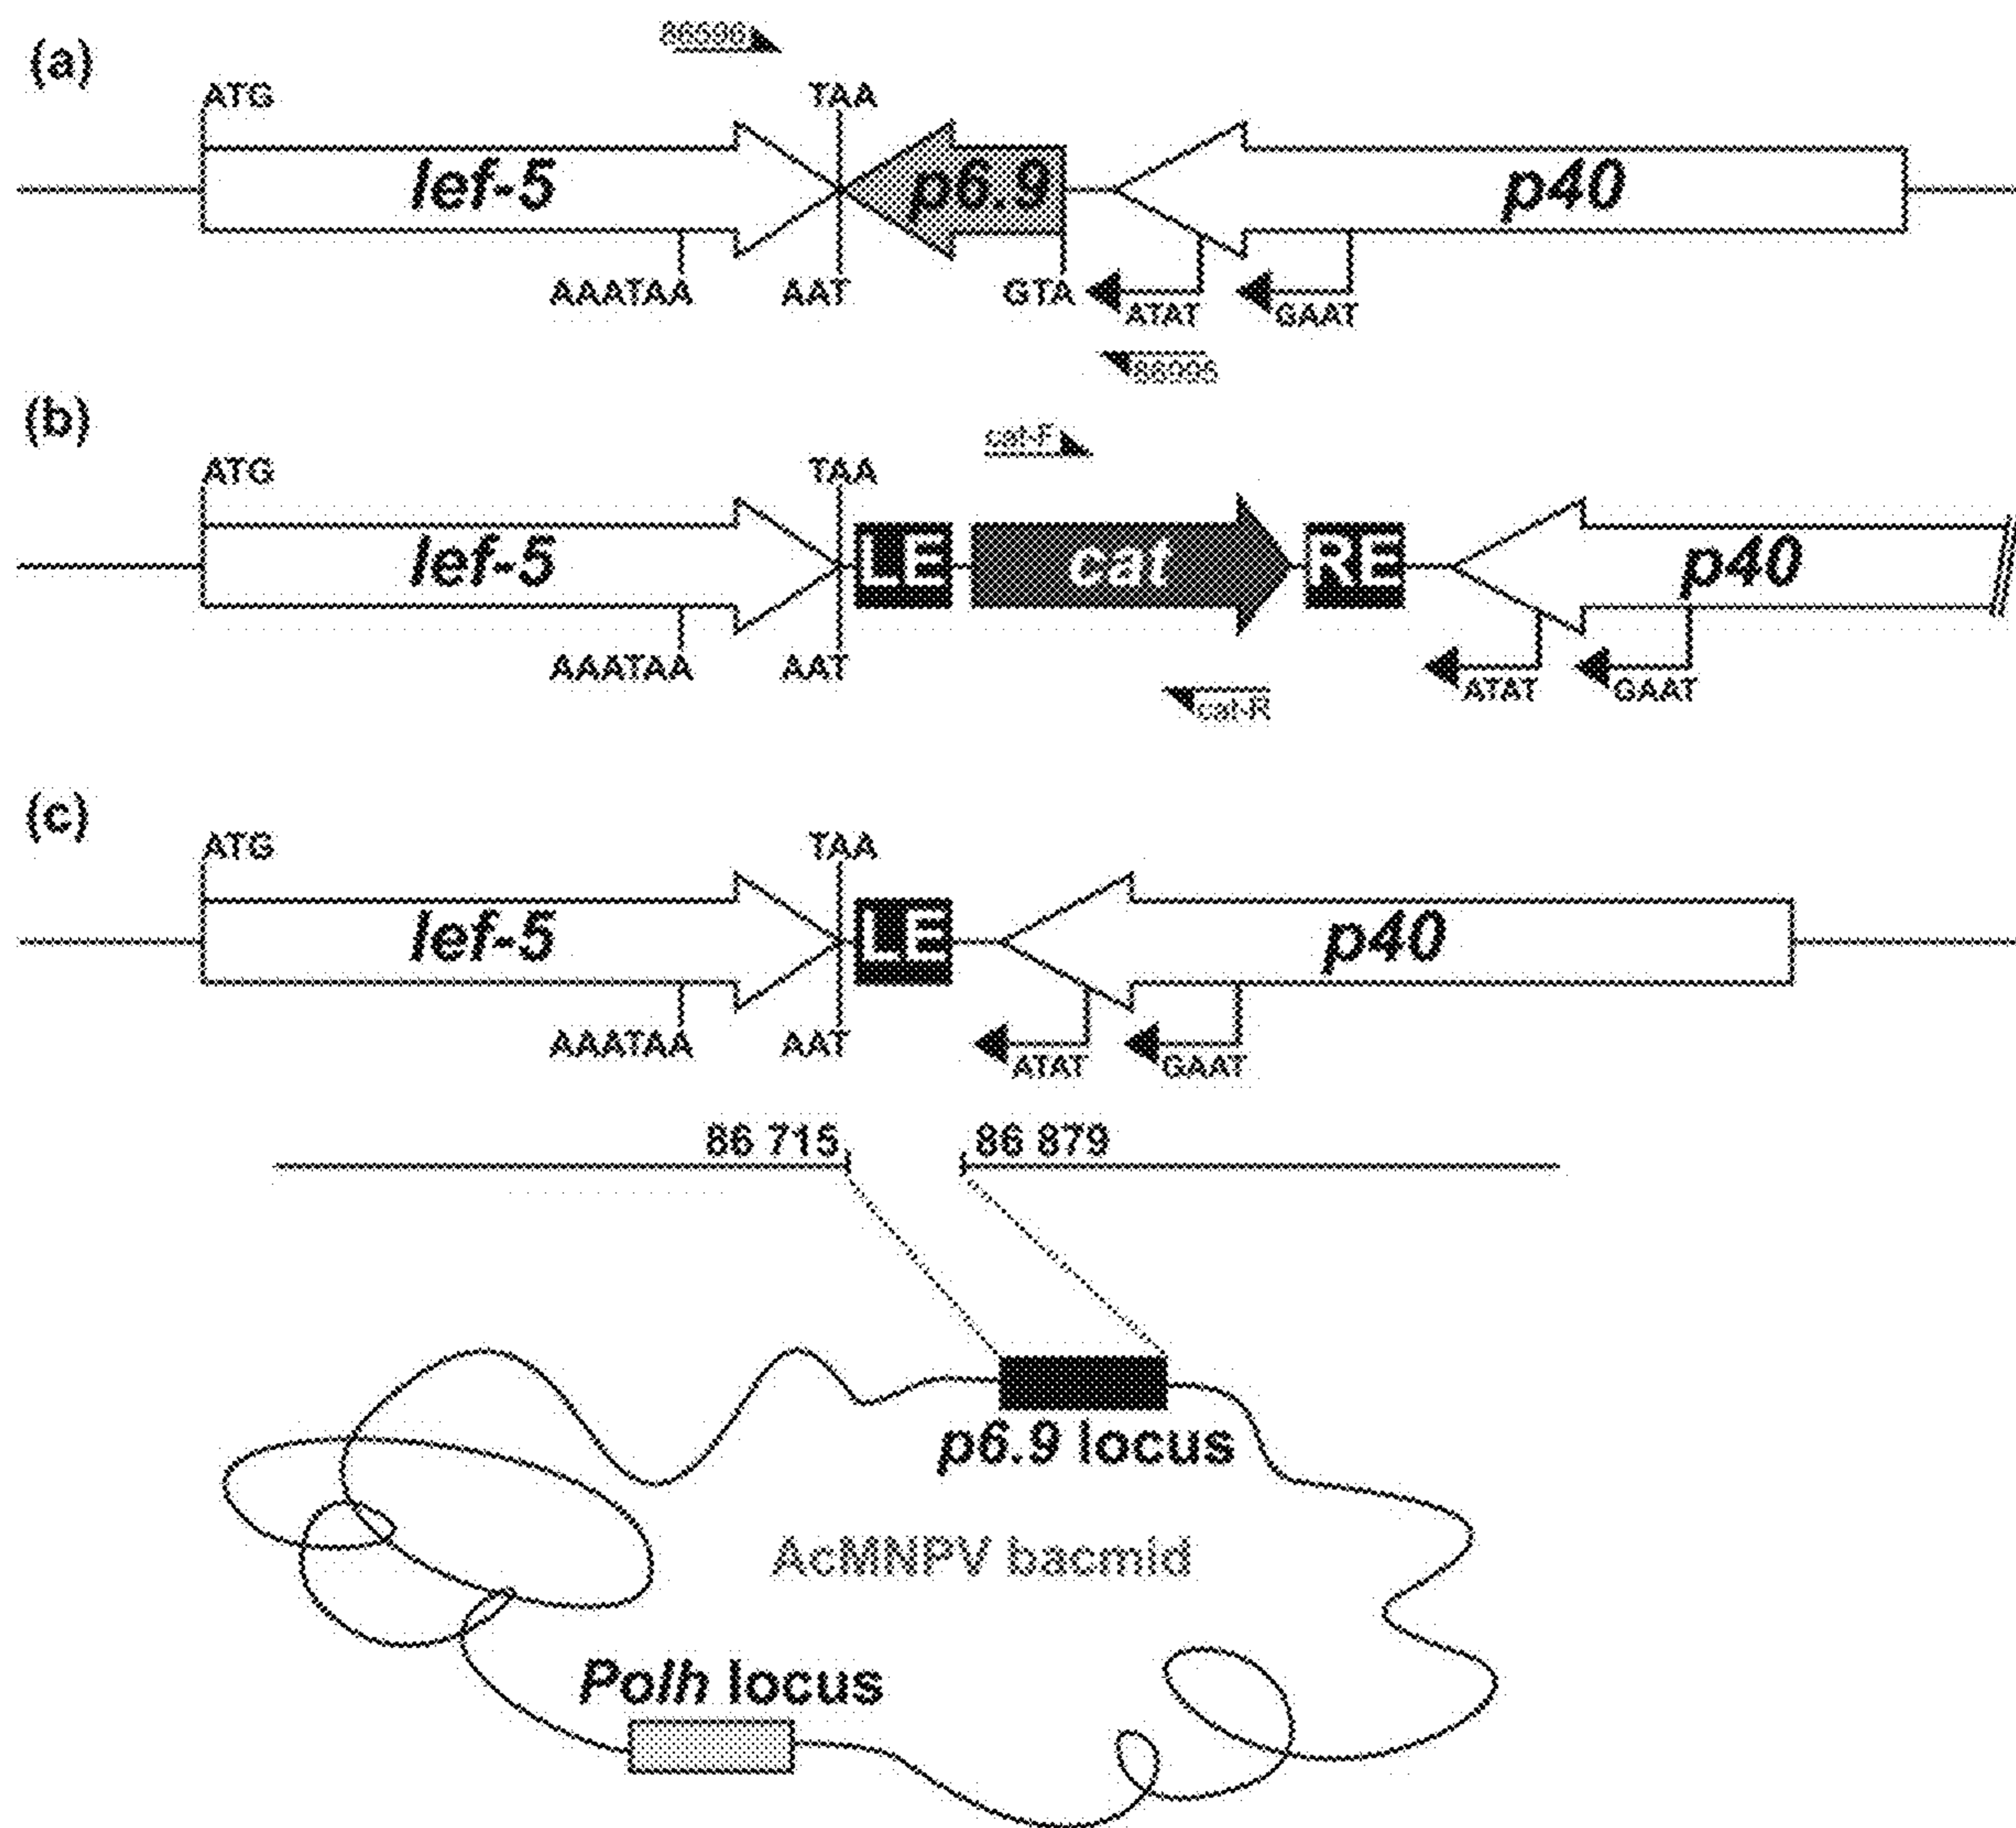 (a)
ATG TAA
lef-5 p6.9 p40
AAATAA AAT GTA ATAT GAAT
(b)
cat-F
ATG TAA
lef-5 LE cat RE p40
AAATAA AAT ATAT GAAT
cat-R
(c)
ATG TAA
lef-5 LE p40
AAATAA AAT ATAT GAAT
86 715 86 879
p6.9 locus
AcMNPV bacmid
Polh locus